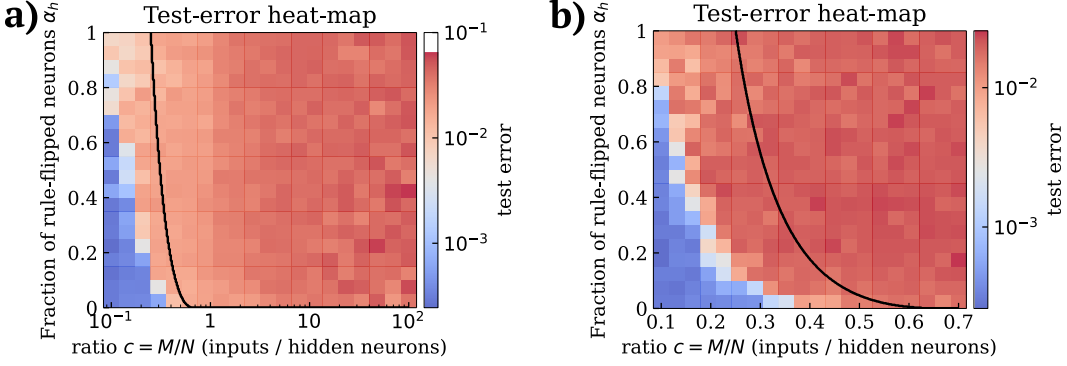 a)
Test-error heat-map
Fraction of rule-flipped neurons αₕ
1
0.8
0.6
0.4
0.2
0
10⁻¹ 1 10 10²
ratio c = M/N (inputs / hidden neurons)
10⁻¹
10⁻²
10⁻³
test error
b)
Test-error heat-map
Fraction of rule-flipped neurons αₕ
1
0.8
0.6
0.4
0.2
0
0.1 0.2 0.3 0.4 0.5 0.6 0.7
ratio c = M/N (inputs / hidden neurons)
10⁻²
10⁻³
test error